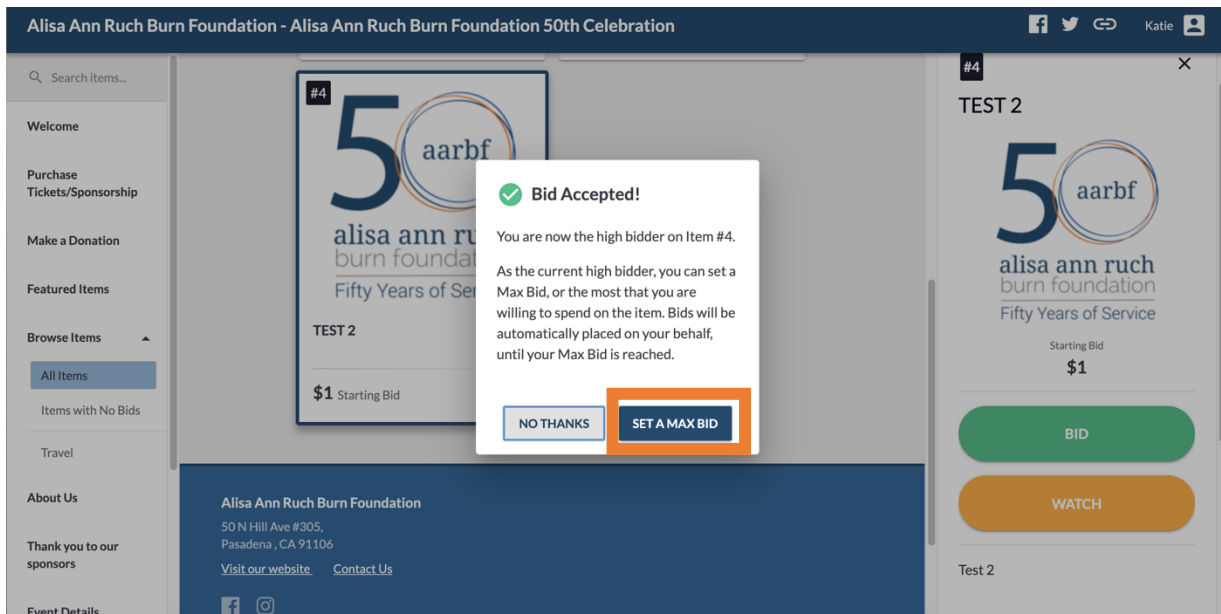 Alisa Ann Ruch Burn Foundation - Alisa Ann Ruch Burn Foundation 50th Celebration
Katie
Search items...
Welcome
Purchase
Tickets/Sponsorship
Make a Donation
Featured Items
Browse Items
All Items
Items with No Bids
Travel
About Us
Thank you to our
sponsors
Event Details
#4
50 aarbf
alisa ann ru
burn foundat
Fifty Years of Ser
TEST 2
$1 Starting Bid
Bid Accepted!
You are now the high bidder on Item #4.
As the current high bidder, you can set a
Max Bid, or the most that you are
willing to spend on the item. Bids will be
automatically placed on your behalf,
until your Max Bid is reached.
NO THANKS
SET A MAX BID
Alisa Ann Ruch Burn Foundation
50 N Hill Ave #305,
Pasadena , CA 91106
Visit our website Contact Us
#4
TEST 2
50 aarbf
alisa ann ruch
burn foundation
Fifty Years of Service
Starting Bid
$1
BID
WATCH
Test 2